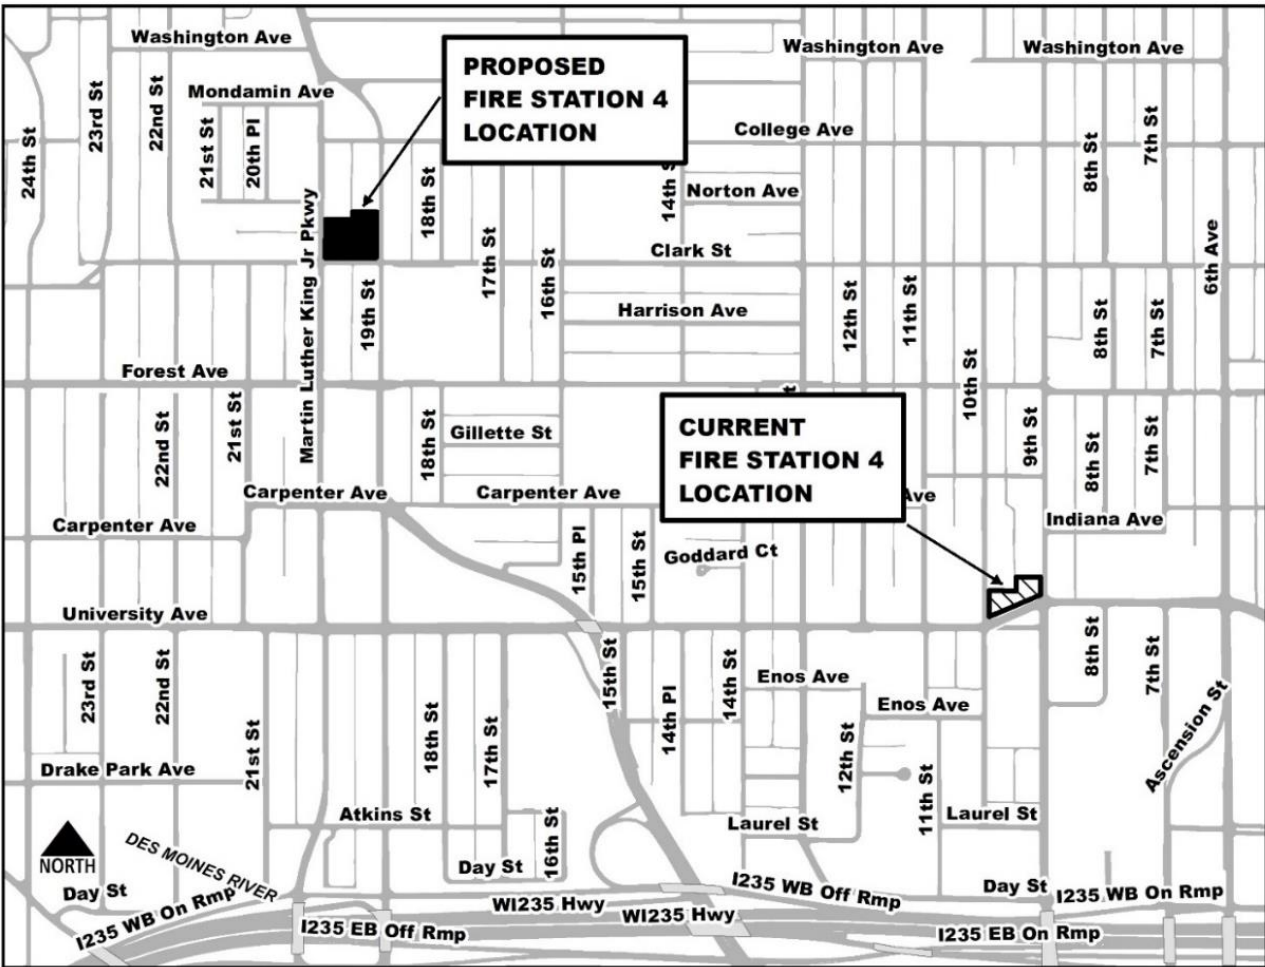 Washington Ave
Washington Ave
Washington Ave
PROPOSED
FIRE STATION 4
LOCATION
Mondamin Ave
24th St
23rd St
22nd St
21st St
20th Pl
College Ave
8th St
7th St
18th St
14th S
Norton Ave
Martin Luther King Jr Pkwy
Clark St
17th St
16th St
6th Ave
19th St
Harrison Ave
12th St
11th St
8th St
7th St
Forest Ave
10th St
22nd St
21st St
18th St
Gillette St
CURRENT
FIRE STATION 4
LOCATION
9th St
8th St
7th St
Carpenter Ave
Carpenter Ave
Ave
Carpenter Ave
Indiana Ave
15th Pl
15th St
Goddard Ct
University Ave
23rd St
22nd St
15th St
14th Pl
14th St
Enos Ave
Enos Ave
8th St
7th St
21st St
18th St
17th St
12th St
11th St
Ascension St
Drake Park Ave
Atkins St
16th St
Laurel St
Laurel St
NORTH
DES MOINES RIVER
Day St
Day St
Day St
I235 WB On Rmp
WI235 Hwy
WI235 Hwy
I235 WB Off Rmp
I235 WB On Rmp
I235 EB Off Rmp
I235 EB On Rmp